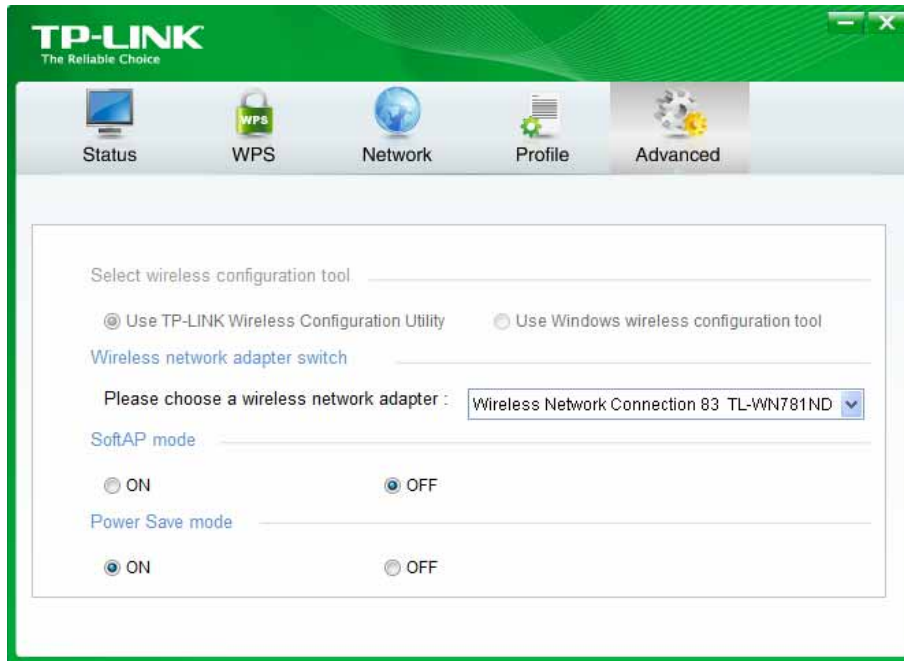 TP-LINK
The Reliable Choice
WPS
Status WPS Network Profile Advanced
Select wireless configuration tool
Use TP-LINK Wireless Configuration Utility Use Windows wireless configuration tool
Wireless network adapter switch
Please choose a wireless network adapter : Wireless Network Connection 83 TL-WN781ND
SoftAP mode
ON OFF
Power Save mode
ON OFF